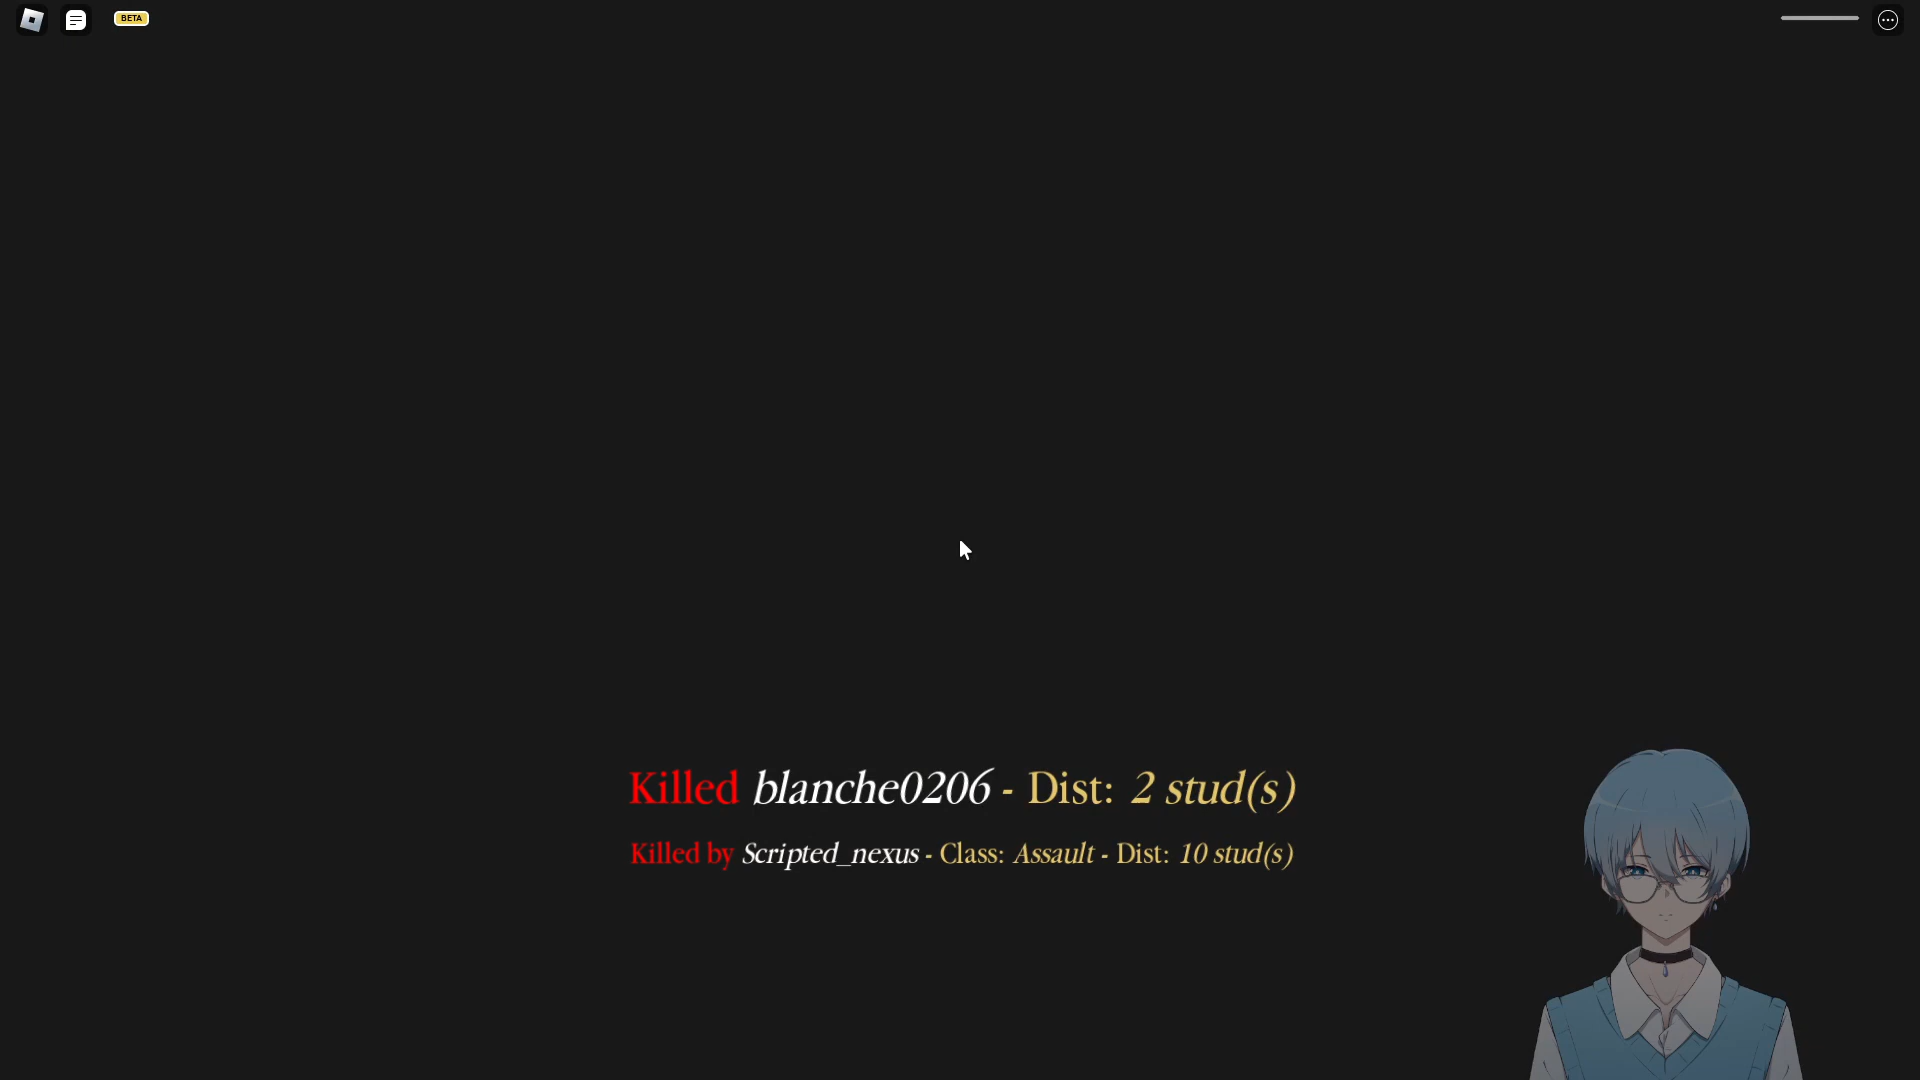 BETA
Killed blanche0206 - Dist: 2 stud(s)
Killed by Scripted_nexus - Class: Assault - Dist: 10 stud(s)